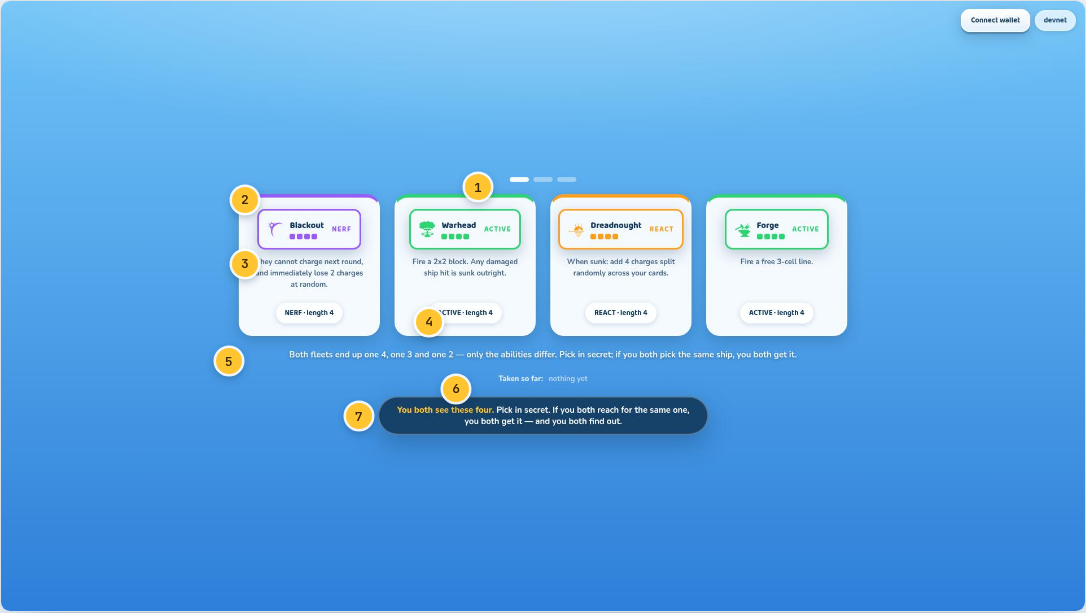 Connect wallet
devnet
1
2
Blackout NERF
Warhead ACTIVE
Dreadnought REACT
Forge ACTIVE
3
hey cannot charge next round,
nd immediately lose 2 charges
at random.
Fire a 2x2 block. Any damaged
ship hit is sunk outright.
When sunk: add 4 charges split
randomly across your cards.
Fire a free 3-cell line.
NERF · length 4
4
CTIVE · length 4
REACT · length 4
ACTIVE · length 4
5
Both fleets end up one 4, one 3 and one 2 — only the abilities differ. Pick in secret; if you both pick the same ship, you both get it.
Taken so far: nothing yet
6
7
You both see these four. Pick in secret. If you both reach for the same one,
you both get it — and you both find out.